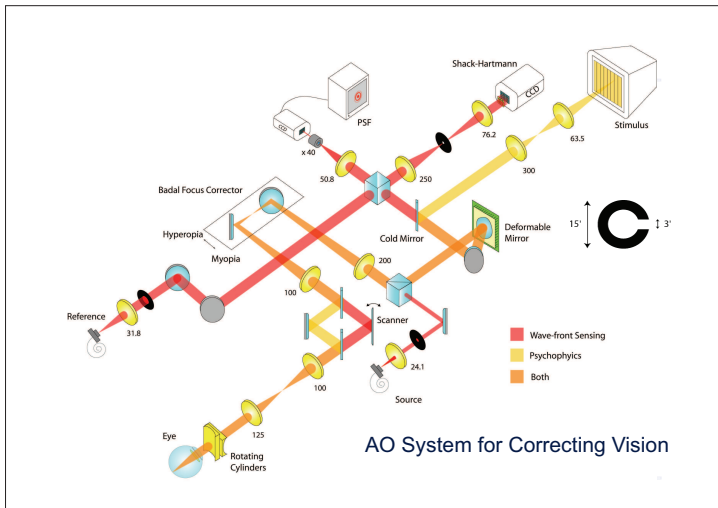 Shack-Hartmann
CCD
PSF
CCD
Stimulus
x 40
50.8
250
76.2
300
63.5
Badal Focus Corrector
Hyperopia
Myopia
Cold Mirror
Deformable
Mirror
15'
3'
200
100
Reference
31.8
Scanner
Wave-front Sensing
Psychophyics
Both
24.1
Source
100
125
Eye
Rotating
Cylinders
AO System for Correcting Vision